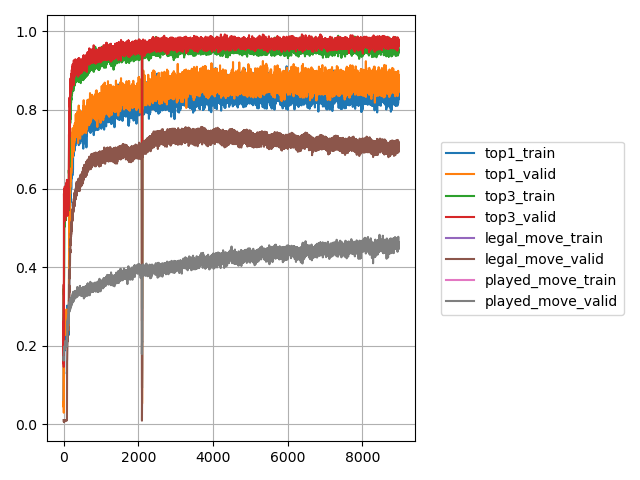 1.0
0.8
0.6
0.4
0.2
0.0
0 2000 4000 6000 8000
top1_train
top1_valid
top3_train
top3_valid
legal_move_train
legal_move_valid
played_move_train
played_move_valid